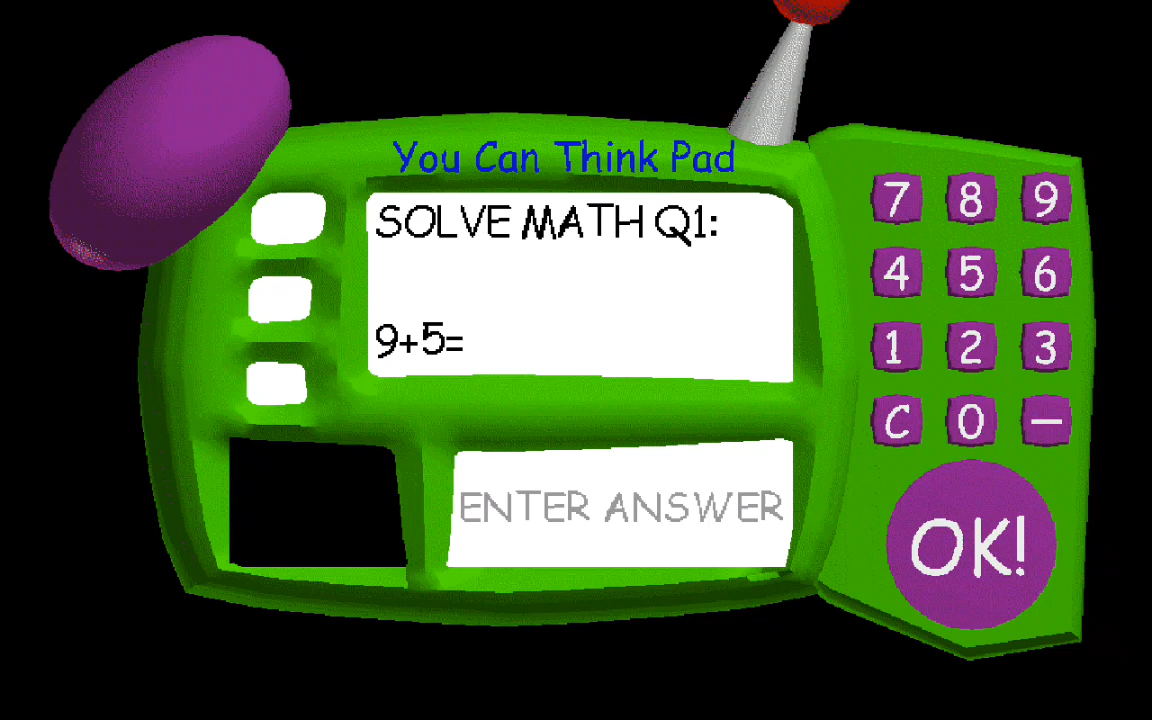 You Can Think Pad
SOLVE MATH Q1:
9+5=
ENTER ANSWER
7 8 9
4 5 6
1 2 3
C 0 −
OK!